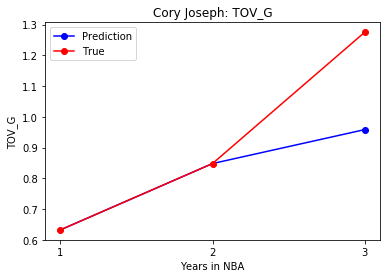 Cory Joseph: TOV_G
Prediction
True
1.3
1.2
1.1
1.0
0.9
0.8
0.7
0.6
TOV_G
1 2 3
Years in NBA